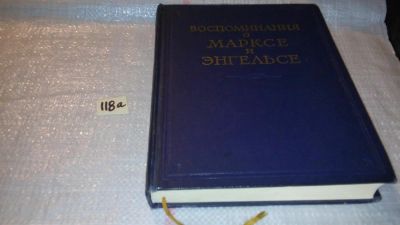 ВОСПОМИНАНИЯ
О
МАРКСЕ
И
ЭНГЕЛЬСЕ
118а